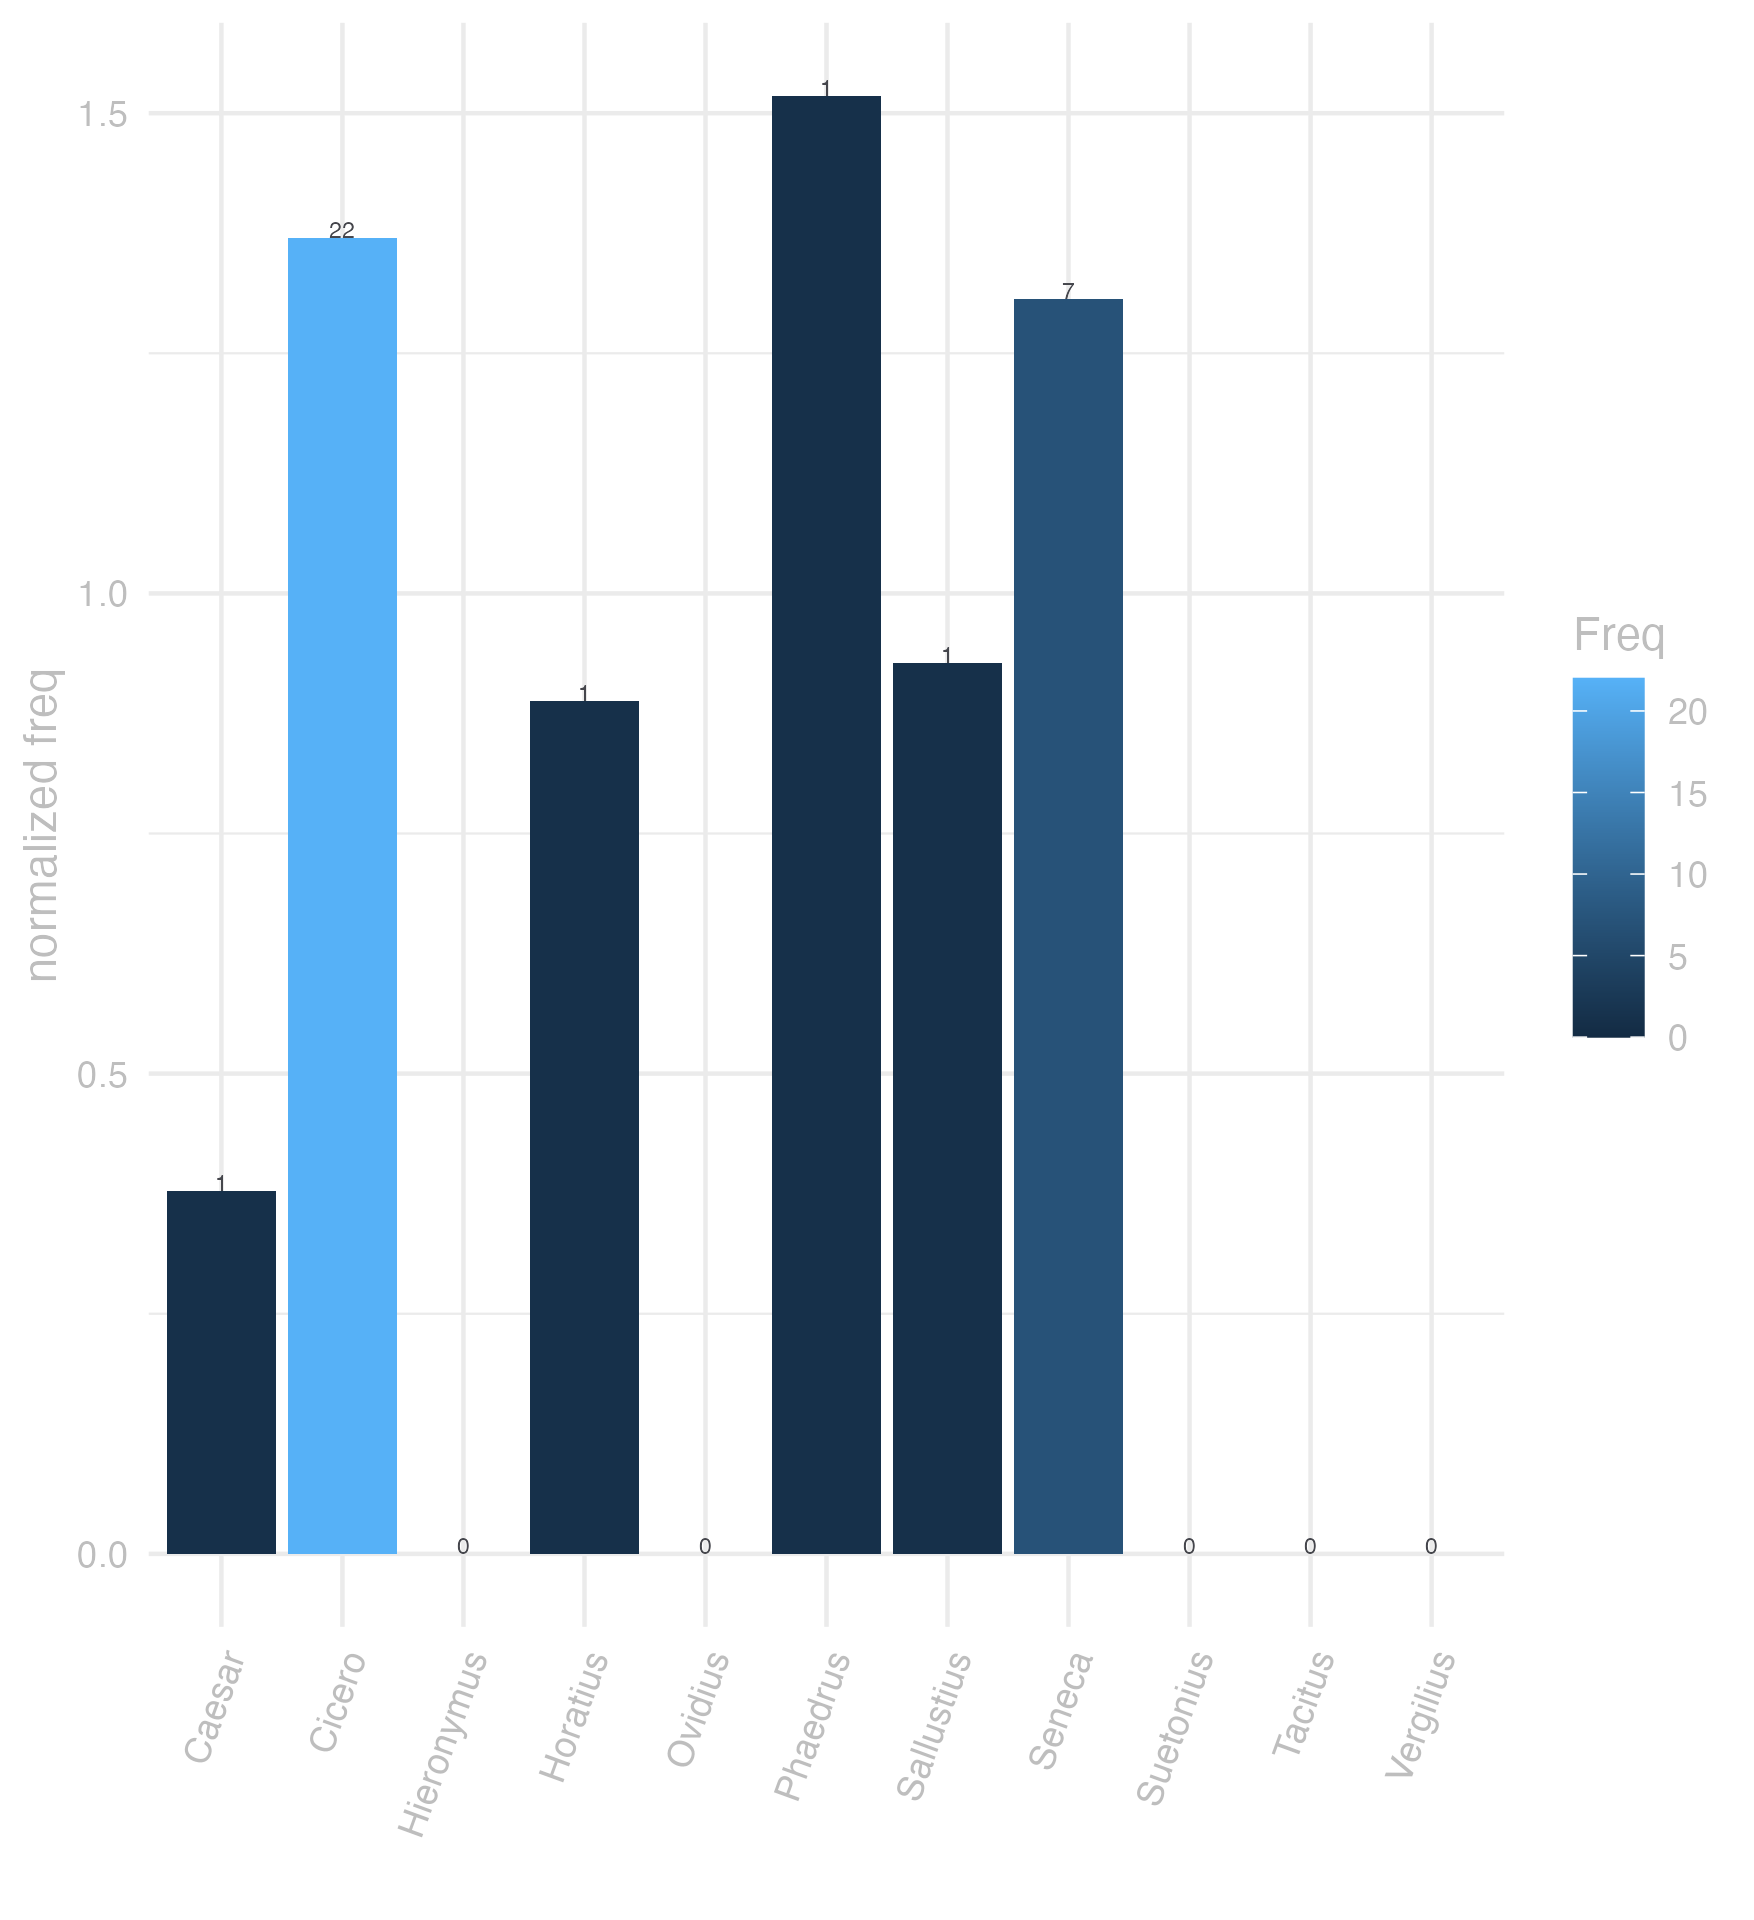 normalized freq
1.5
1.0
0.5
0.0
1
22
0
1
0
1
1
7
0
0
0
Caesar
Cicero
Hieronymus
Horatius
Ovidius
Phaedrus
Sallustius
Seneca
Suetonius
Tacitus
Vergilius
Freq
20
15
10
5
0